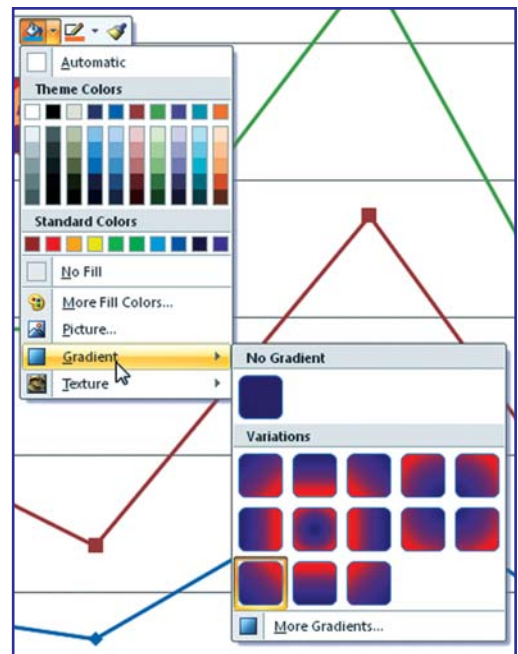 Automatic
Theme Colors
Standard Colors
No Fill
More Fill Colors...
Picture...
Gradient
Texture
No Gradient
Variations
More Gradients...